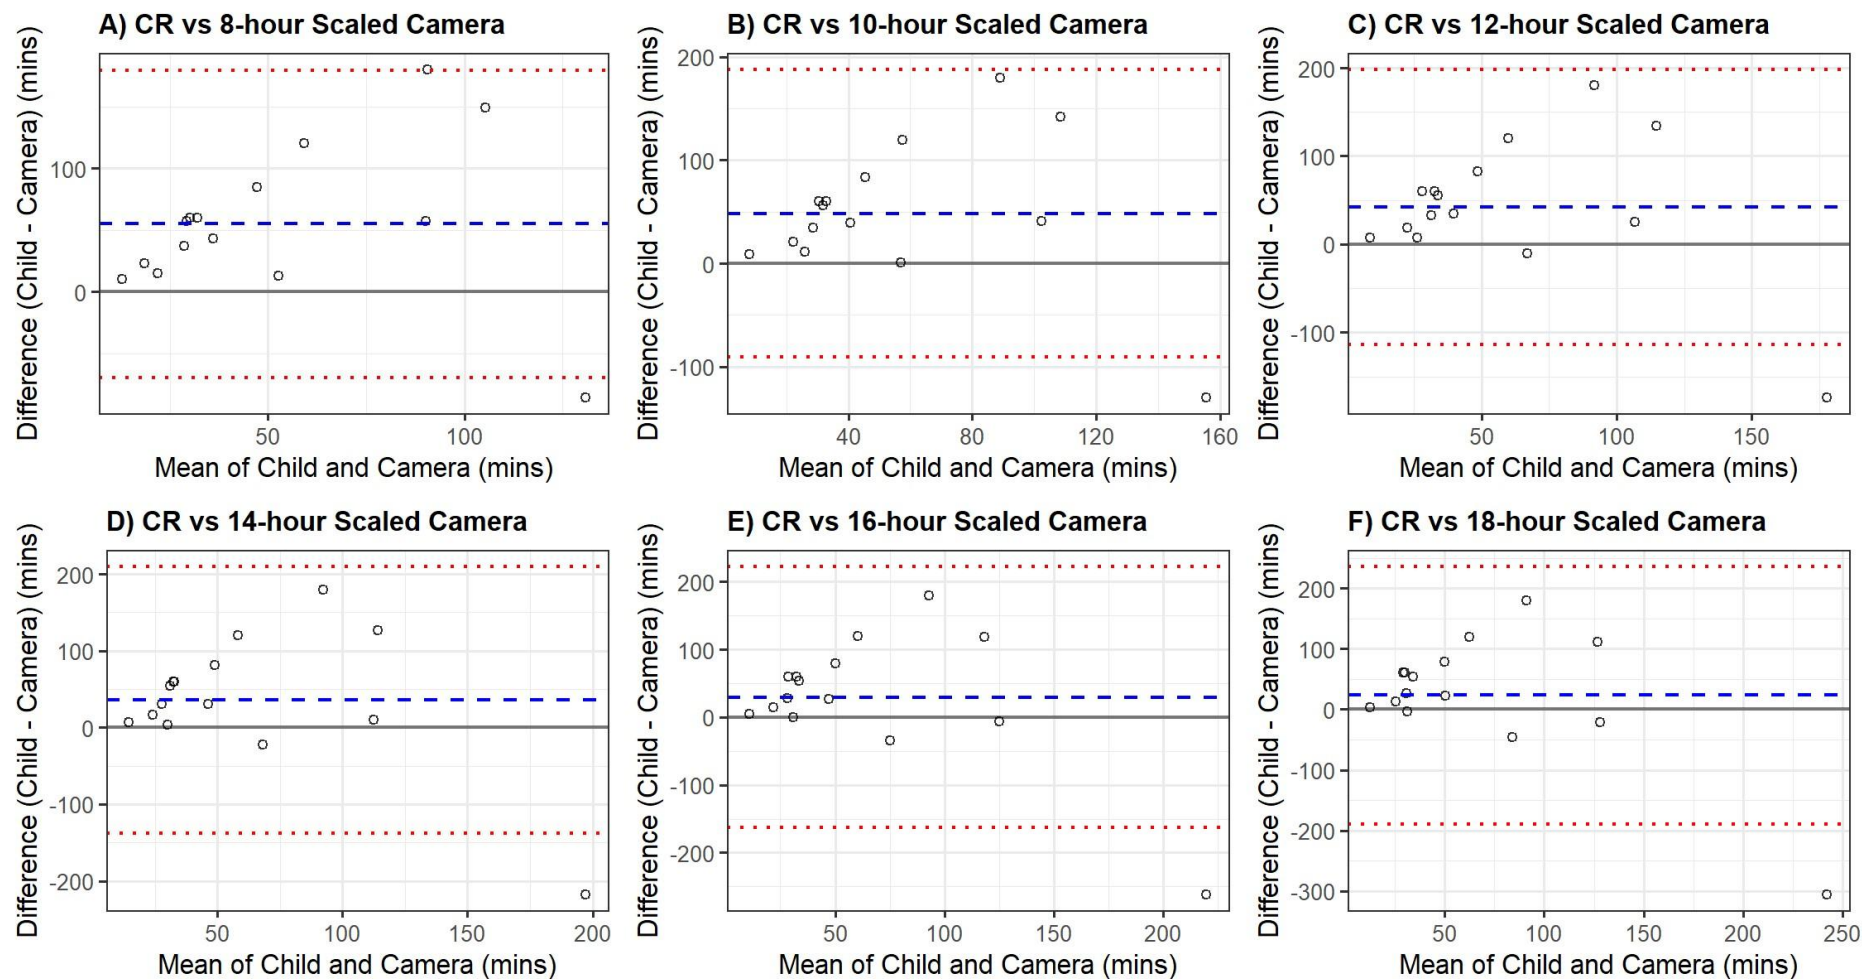 A) CR vs 8-hour Scaled Camera
Difference (Child - Camera) (mins)
100
0
50
100
Mean of Child and Camera (mins)
B) CR vs 10-hour Scaled Camera
Difference (Child - Camera) (mins)
200
100
0
-100
40
80
120
160
Mean of Child and Camera (mins)
C) CR vs 12-hour Scaled Camera
Difference (Child - Camera) (mins)
200
100
0
-100
50
100
150
Mean of Child and Camera (mins)
D) CR vs 14-hour Scaled Camera
Difference (Child - Camera) (mins)
200
100
0
-100
-200
50
100
150
200
Mean of Child and Camera (mins)
E) CR vs 16-hour Scaled Camera
Difference (Child - Camera) (mins)
200
100
0
-100
-200
50
100
150
200
Mean of Child and Camera (mins)
F) CR vs 18-hour Scaled Camera
Difference (Child - Camera) (mins)
200
100
0
-100
-200
-300
50
100
150
200
250
Mean of Child and Camera (mins)